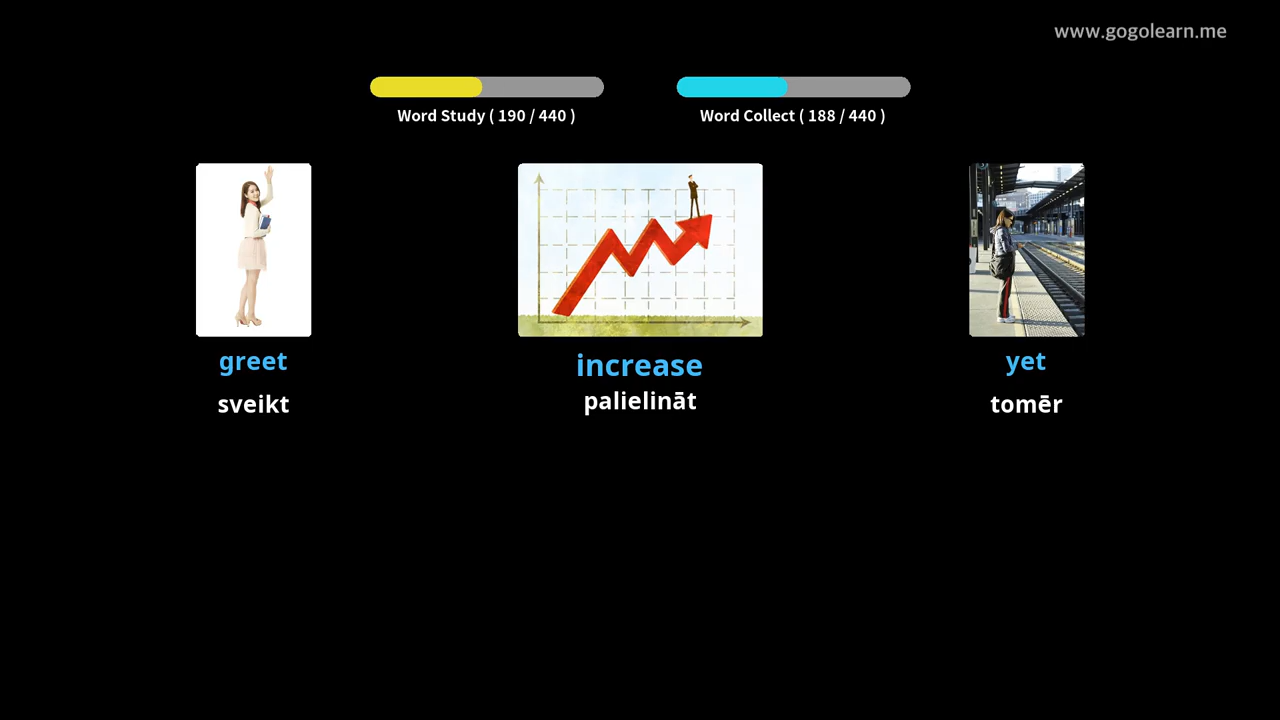 www.gogolearn.me
Word Study ( 190 / 440 )
Word Collect ( 188 / 440 )
greet
increase
yet
sveikt
palielināt
tomēr